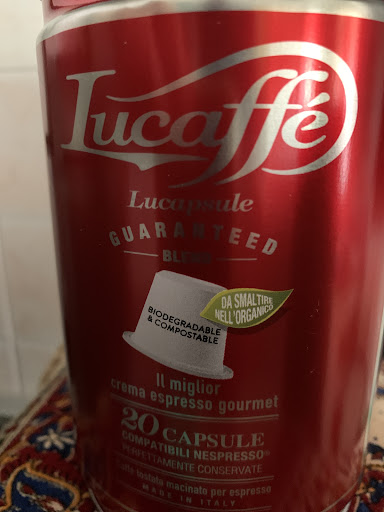 Lucaffé
Lucapsule
GUARANTEED
BLEND
BIODEGRADABLE
& COMPOSTABLE
DA SMALTIRE
NELL'ORGANICO
Il miglior
crema espresso gourmet
20 CAPSULE
COMPATIBILI NESPRESSO®
PERFETTAMENTE CONSERVATE
caffè tostato macinato per espresso
MADE IN ITALY